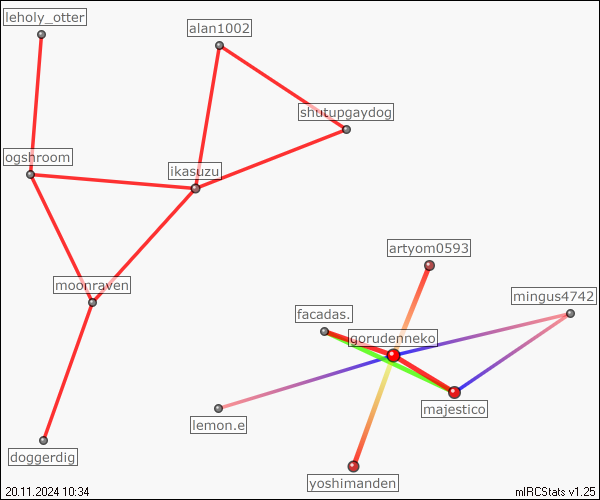 leholy_otter
alan1002
shutupgaydog
ogshroom
ikasuzu
artyom0593
moonraven
mingus4742
facadas.
gorudenneko
majestico
lemon.e
doggerdig
yoshimanden
20.11.2024 10:34
mIRCStats v1.25